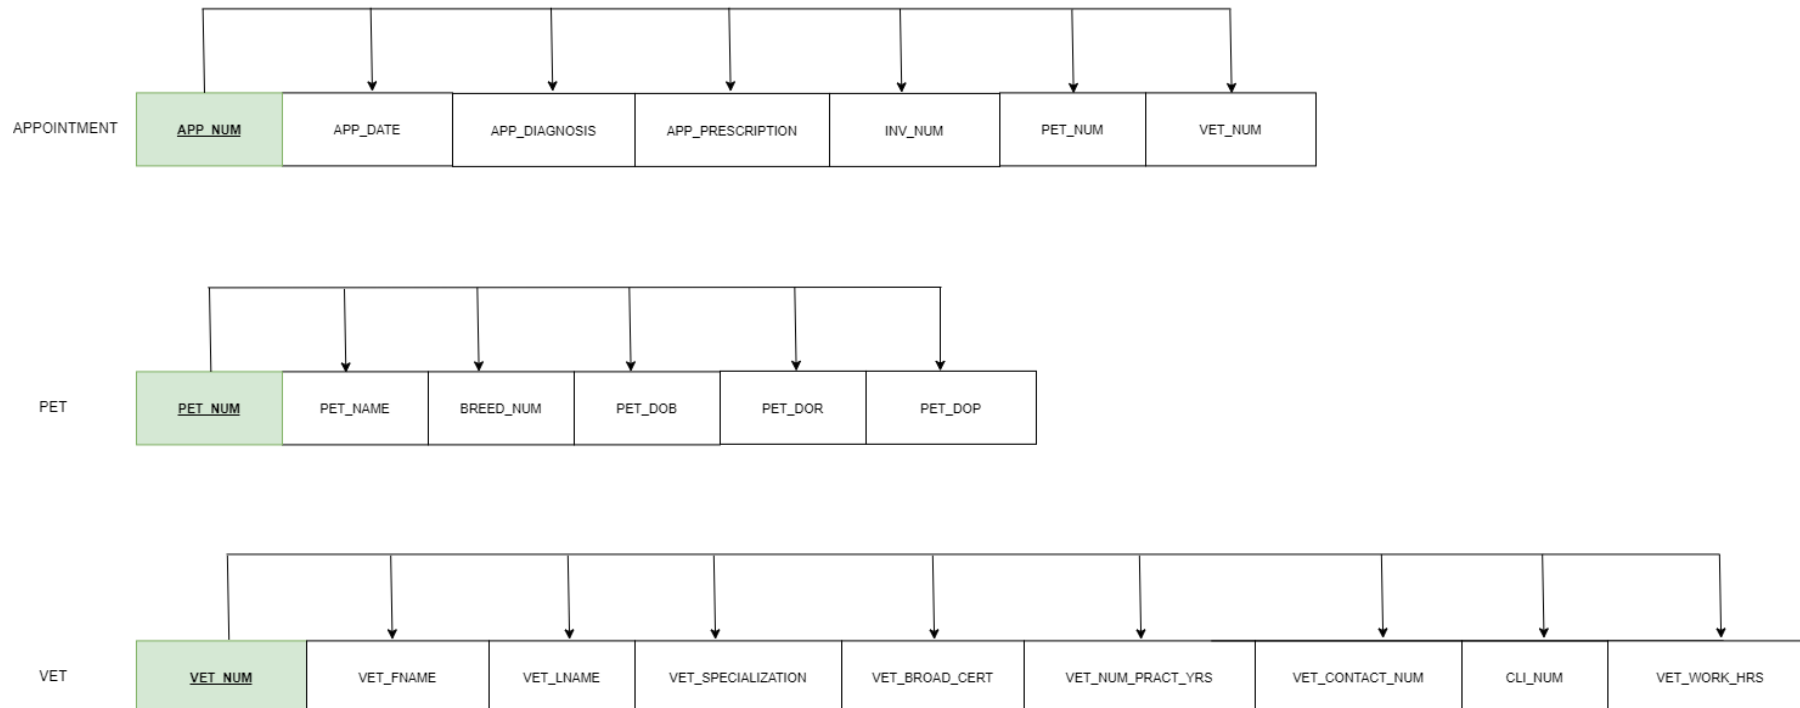 APPOINTMENT APP_NUM APP_DATE APP_DIAGNOSIS APP_PRESCRIPTION INV_NUM PET_NUM VET_NUM
PET PET_NUM PET_NAME BREED_NUM PET_DOB PET_DOR PET_DOP
VET VET_NUM VET_FNAME VET_LNAME VET_SPECIALIZATION VET_BROAD_CERT VET_NUM_PRACT_YRS VET_CONTACT_NUM CLI_NUM VET_WORK_HRS